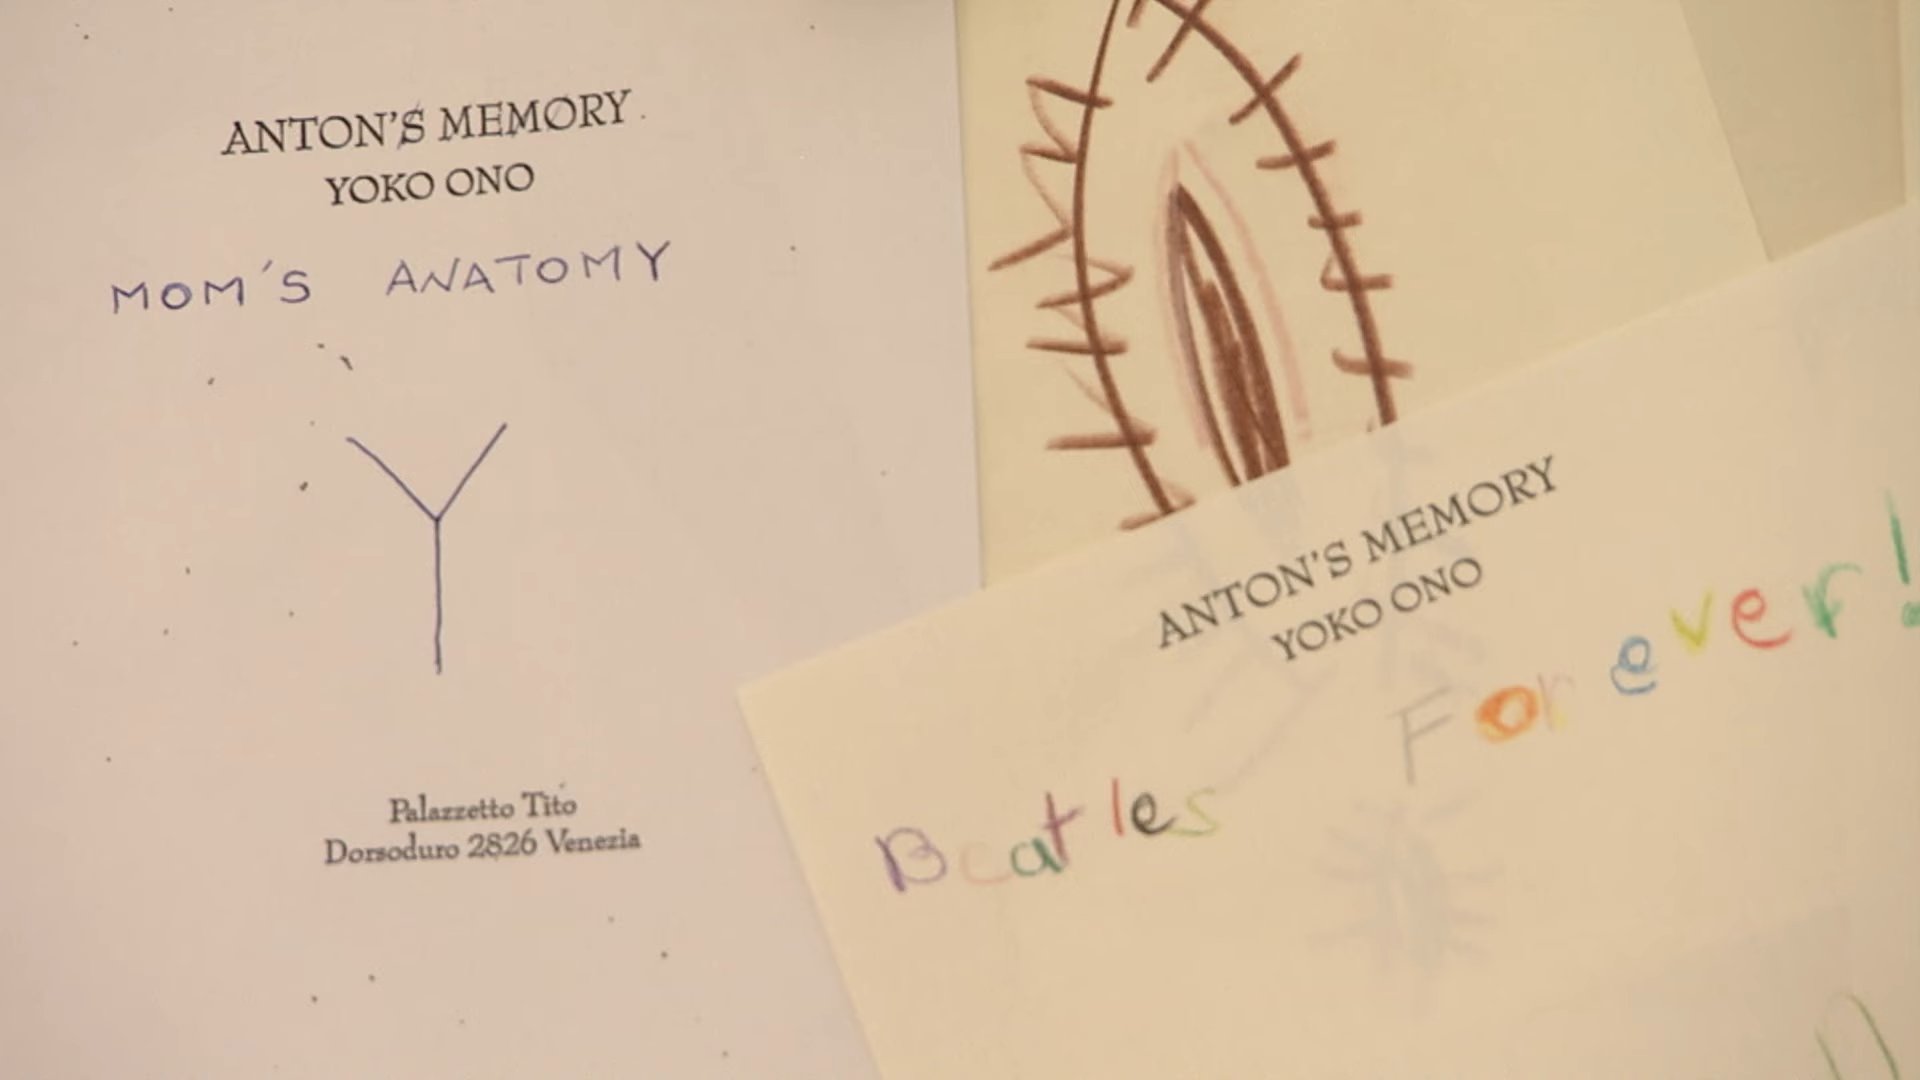 ANTON'S MEMORY
YOKO ONO
MOM'S ANATOMY
Palazzetto Tito
Dorsoduro 2826 Venezia
ANTON'S MEMORY
YOKO ONO
Beatles Forever!